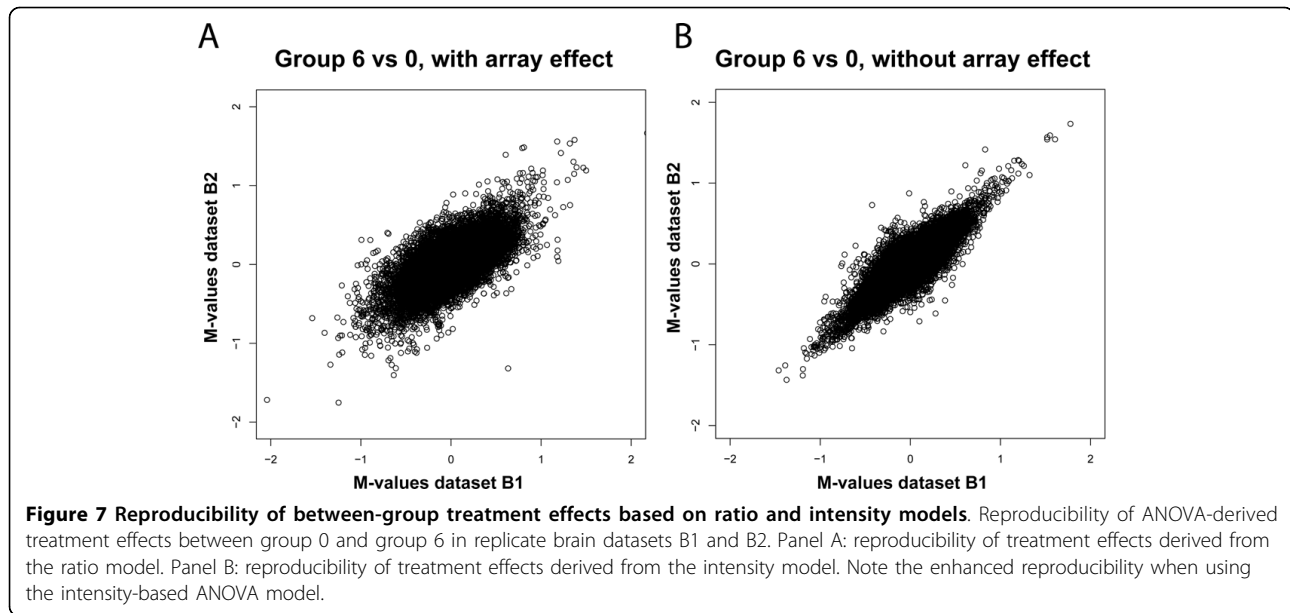 A
Group 6 vs 0, with array effect
M-values dataset B2
2
1
0
−1
−2
−2
−1
0
1
2
M-values dataset B1
B
Group 6 vs 0, without array effect
M-values dataset B2
2
1
0
−1
−2
−2
−1
0
1
2
M-values dataset B1
Figure 7 Reproducibility of between-group treatment effects based on ratio and intensity models. Reproducibility of ANOVA-derived
treatment effects between group 0 and group 6 in replicate brain datasets B1 and B2. Panel A: reproducibility of treatment effects derived from
the ratio model. Panel B: reproducibility of treatment effects derived from the intensity model. Note the enhanced reproducibility when using
the intensity-based ANOVA model.